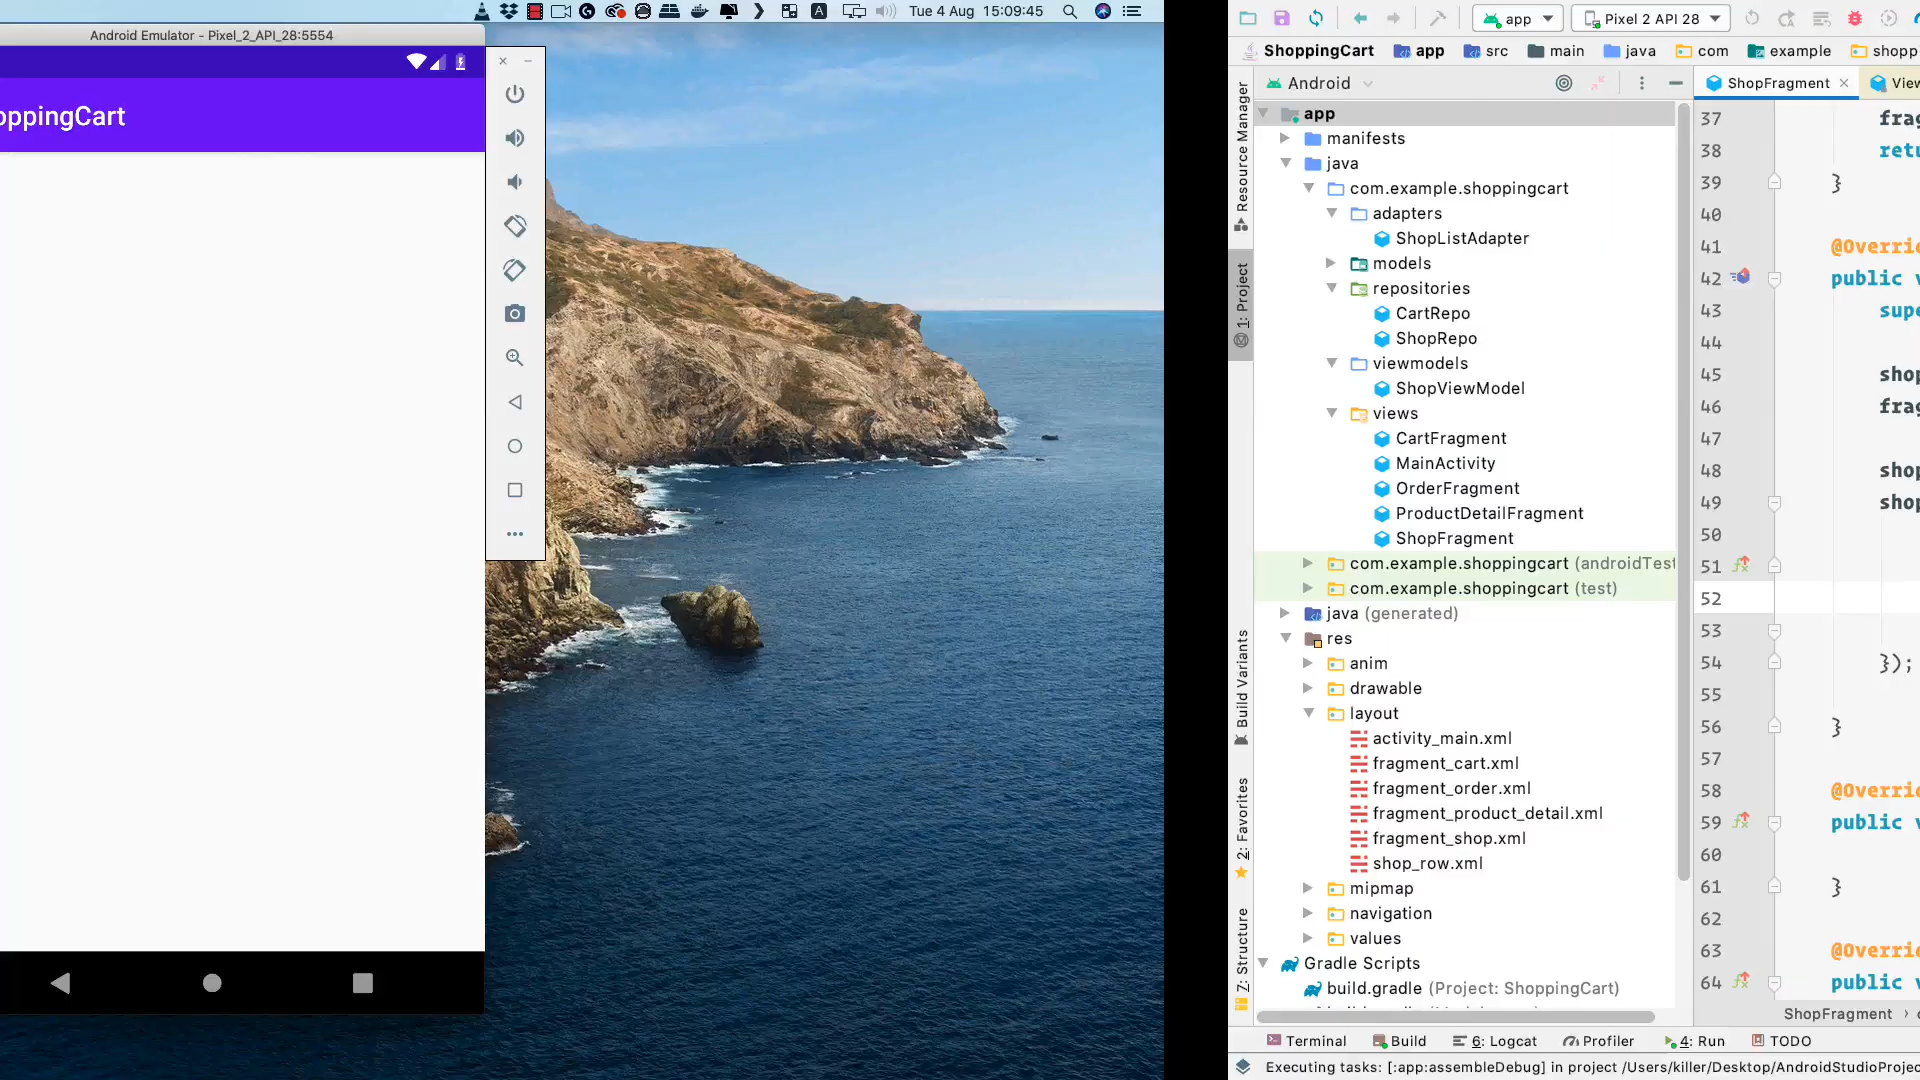 Tue 4 Aug 15:09:45
Android Emulator - Pixel_2_API_28:5554
oppingCart
app
Pixel 2 API 28
ShoppingCart
app
src
main
java
com
example
shopp
Android
ShopFragment
View
Resource Manager
1: Project
Build Variants
2: Favorites
7: Structure
app
manifests
java
com.example.shoppingcart
adapters
ShopListAdapter
models
repositories
CartRepo
ShopRepo
viewmodels
ShopViewModel
views
CartFragment
MainActivity
OrderFragment
ProductDetailFragment
ShopFragment
com.example.shoppingcart (androidTest
com.example.shoppingcart (test)
java (generated)
res
anim
drawable
layout
activity_main.xml
fragment_cart.xml
fragment_order.xml
fragment_product_detail.xml
fragment_shop.xml
shop_row.xml
mipmap
navigation
values
Gradle Scripts
build.gradle (Project: ShoppingCart)
37 frag
38 retu
39 }
40
41 @Overrid
42 public v
43 supe
44
45 shop
46 frag
47
48 shop
49 shop
50
51
52
53
54 });
55
56 }
57
58 @Overrid
59 public v
60
61 }
62
63 @Overrid
64 public v
ShopFragment
Terminal
Build
6: Logcat
Profiler
4: Run
TODO
Executing tasks: [:app:assembleDebug] in project /Users/killer/Desktop/AndroidStudioProjec